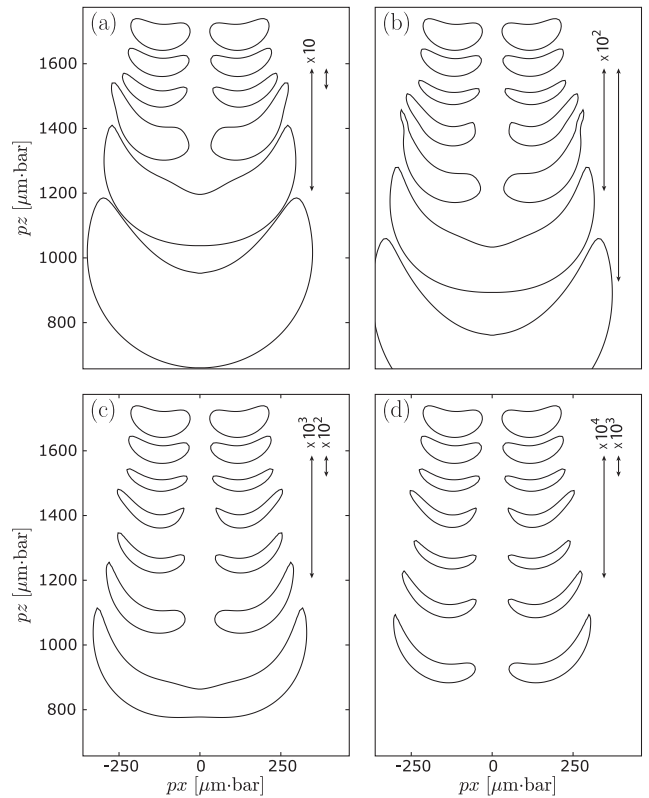 (a)
× 10
(b)
× 10²
1600
1400
1200
1000
800
pz [μm·bar]
(c)
× 10³
× 10²
(d)
× 10⁴
× 10³
1600
1400
1200
1000
800
pz [μm·bar]
-250 0 250
-250 0 250
px [μm·bar]
px [μm·bar]